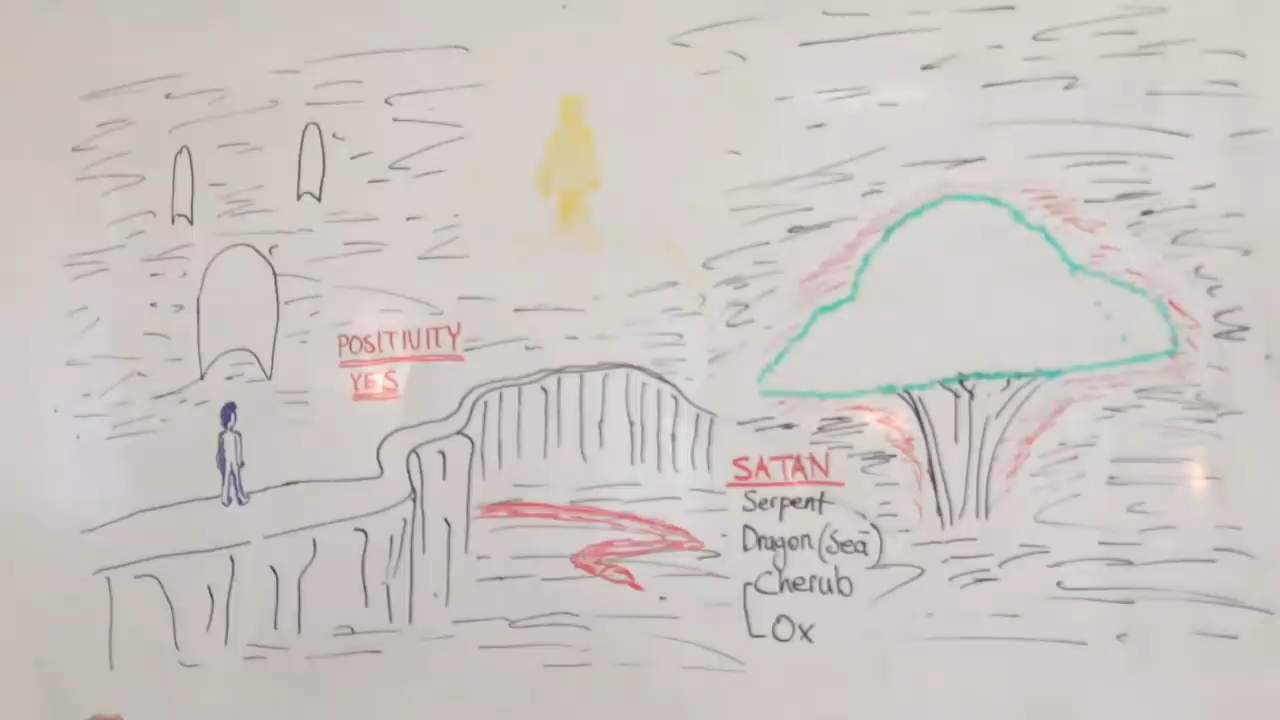 POSITIVITY
YES
SATAN
Serpent
Dragon (Sea)
Cherub
Ox